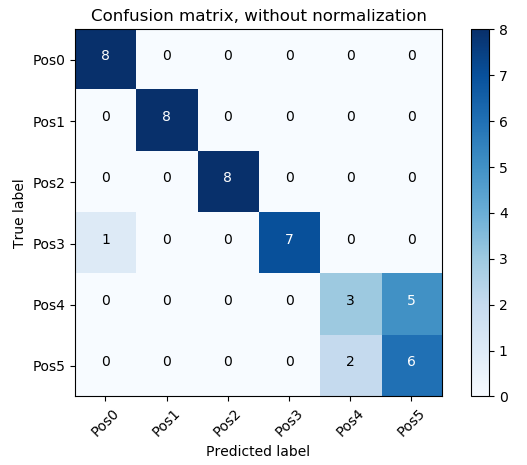 Confusion matrix, without normalization
Pos0 8 0 0 0 0 0
Pos1 0 8 0 0 0 0
Pos2 0 0 8 0 0 0
Pos3 1 0 0 7 0 0
Pos4 0 0 0 0 3 5
Pos5 0 0 0 0 2 6
Pos0 Pos1 Pos2 Pos3 Pos4 Pos5
Predicted label
True label
8
7
6
5
4
3
2
1
0